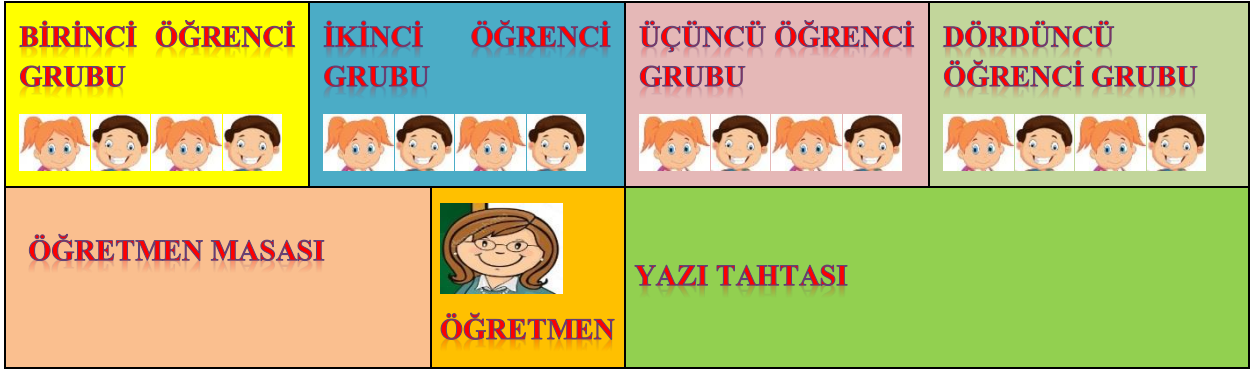 BİRİNCİ ÖĞRENCİ
GRUBU
İKİNCİ ÖĞRENCİ
GRUBU
ÜÇÜNCÜ ÖĞRENCİ
GRUBU
DÖRDÜNCÜ
ÖĞRENCİ GRUBU
ÖĞRETMEN MASASI
ÖĞRETMEN
YAZI TAHTASI